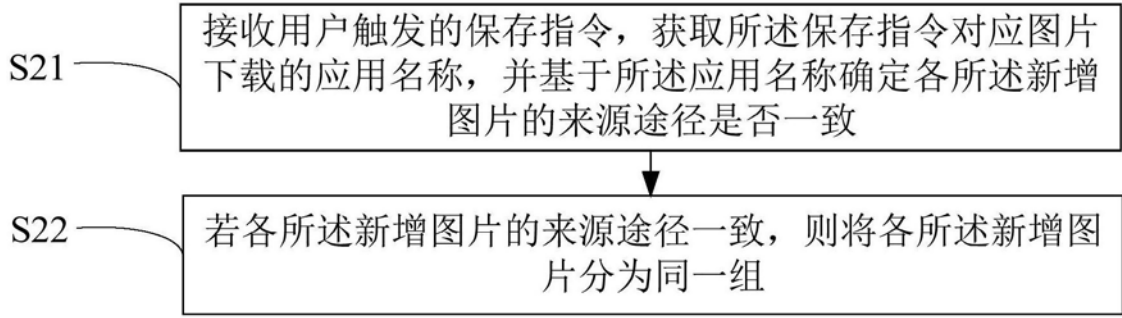 S21
接收用户触发的保存指令，获取所述保存指令对应图片
下载的应用名称，并基于所述应用名称确定各所述新增
图片的来源途径是否一致
S22
若各所述新增图片的来源途径一致，则将各所述新增图
片分为同一组